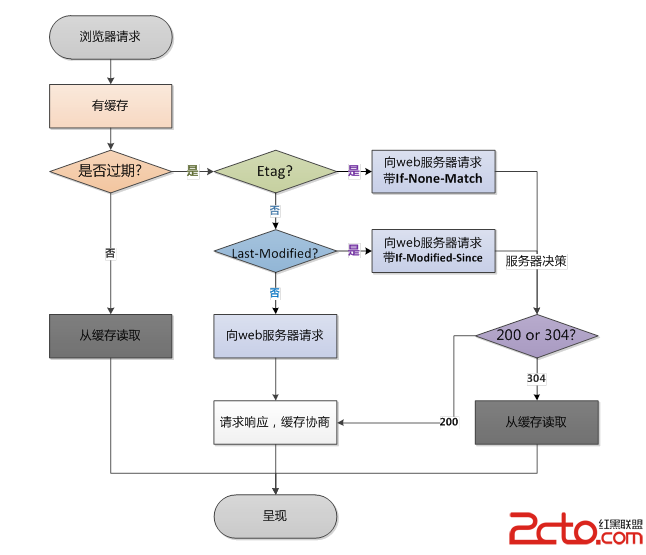 浏览器请求
有缓存
是否过期?
是
Etag?
是
向web服务器请求
带If-None-Match
否
否
Last-Modified?
是
向web服务器请求
带If-Modified-Since
服务器决策
否
从缓存读取
向web服务器请求
200 or 304?
304
请求响应，缓存协商
200
从缓存读取
呈现
2cto.com
红黑联盟